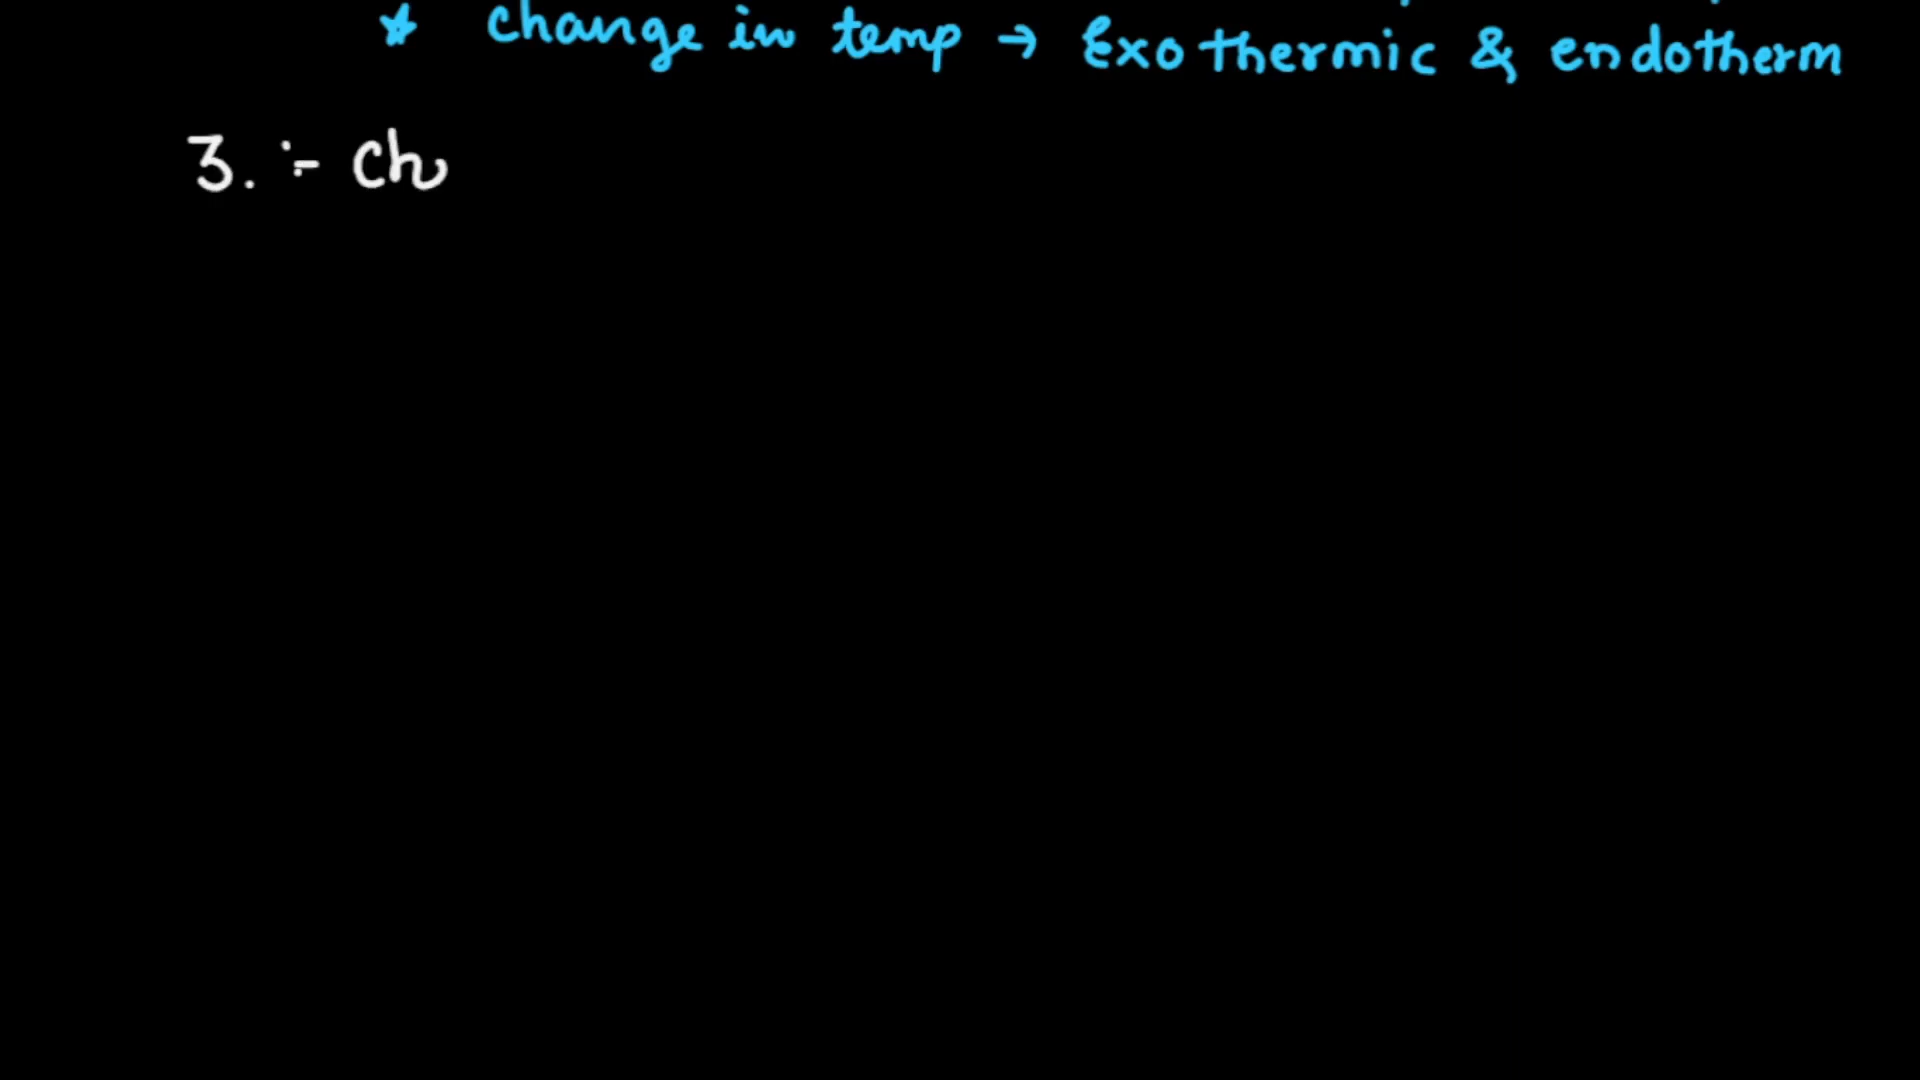 * change in temp → Exothermic & endotherm
3. :- Ch